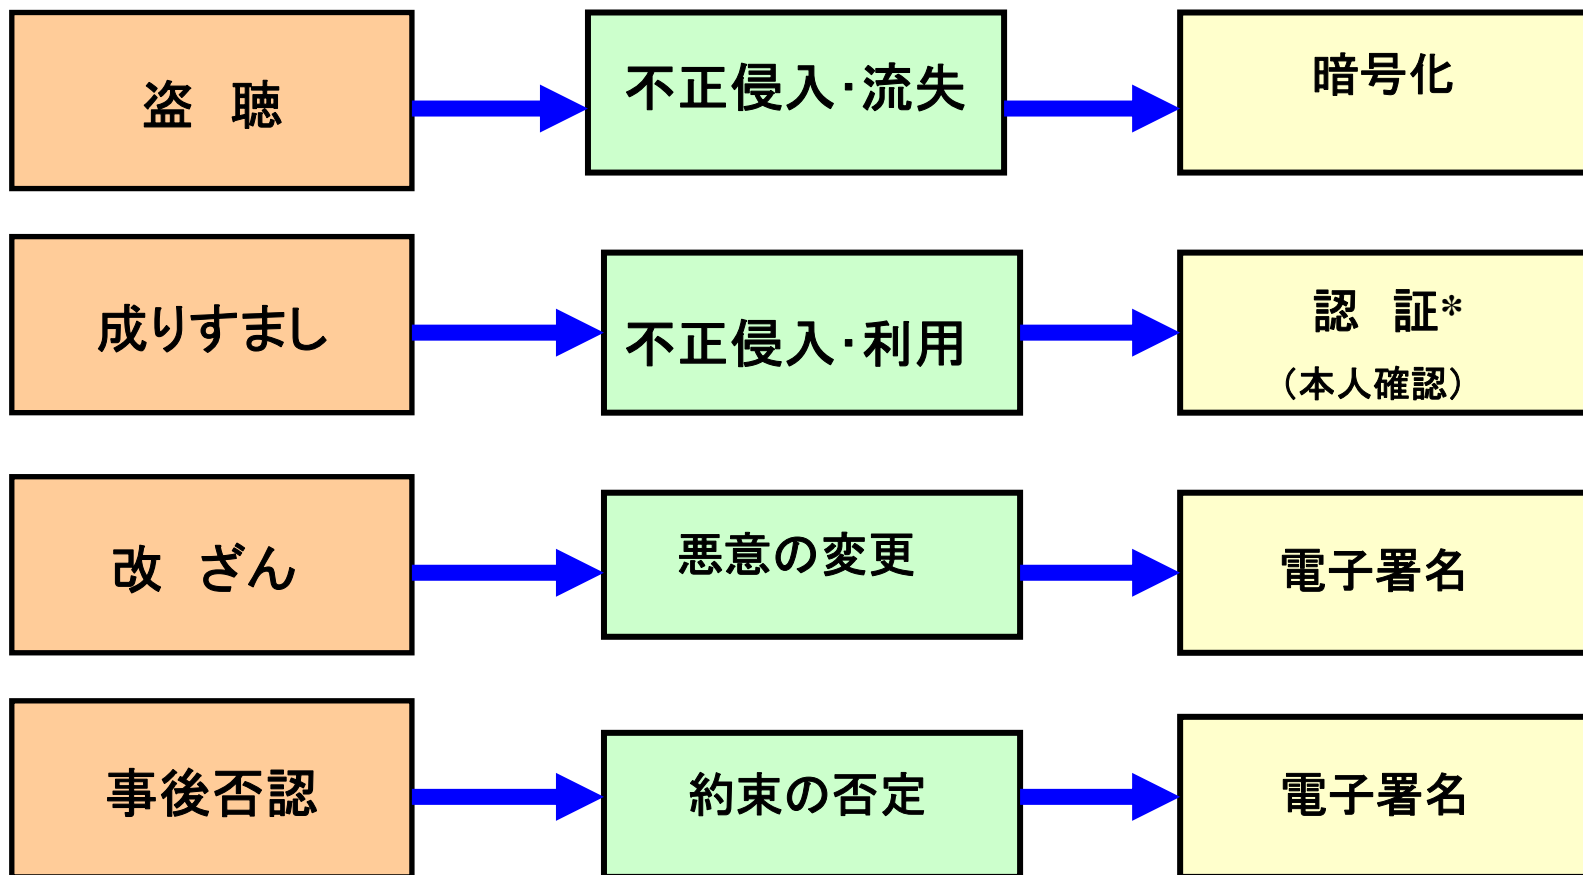 盗　聴
不正侵入・流失
暗号化
成りすまし
不正侵入・利用
認　証*
（本人確認）
改　ざん
悪意の変更
電子署名
事後否認
約束の否定
電子署名